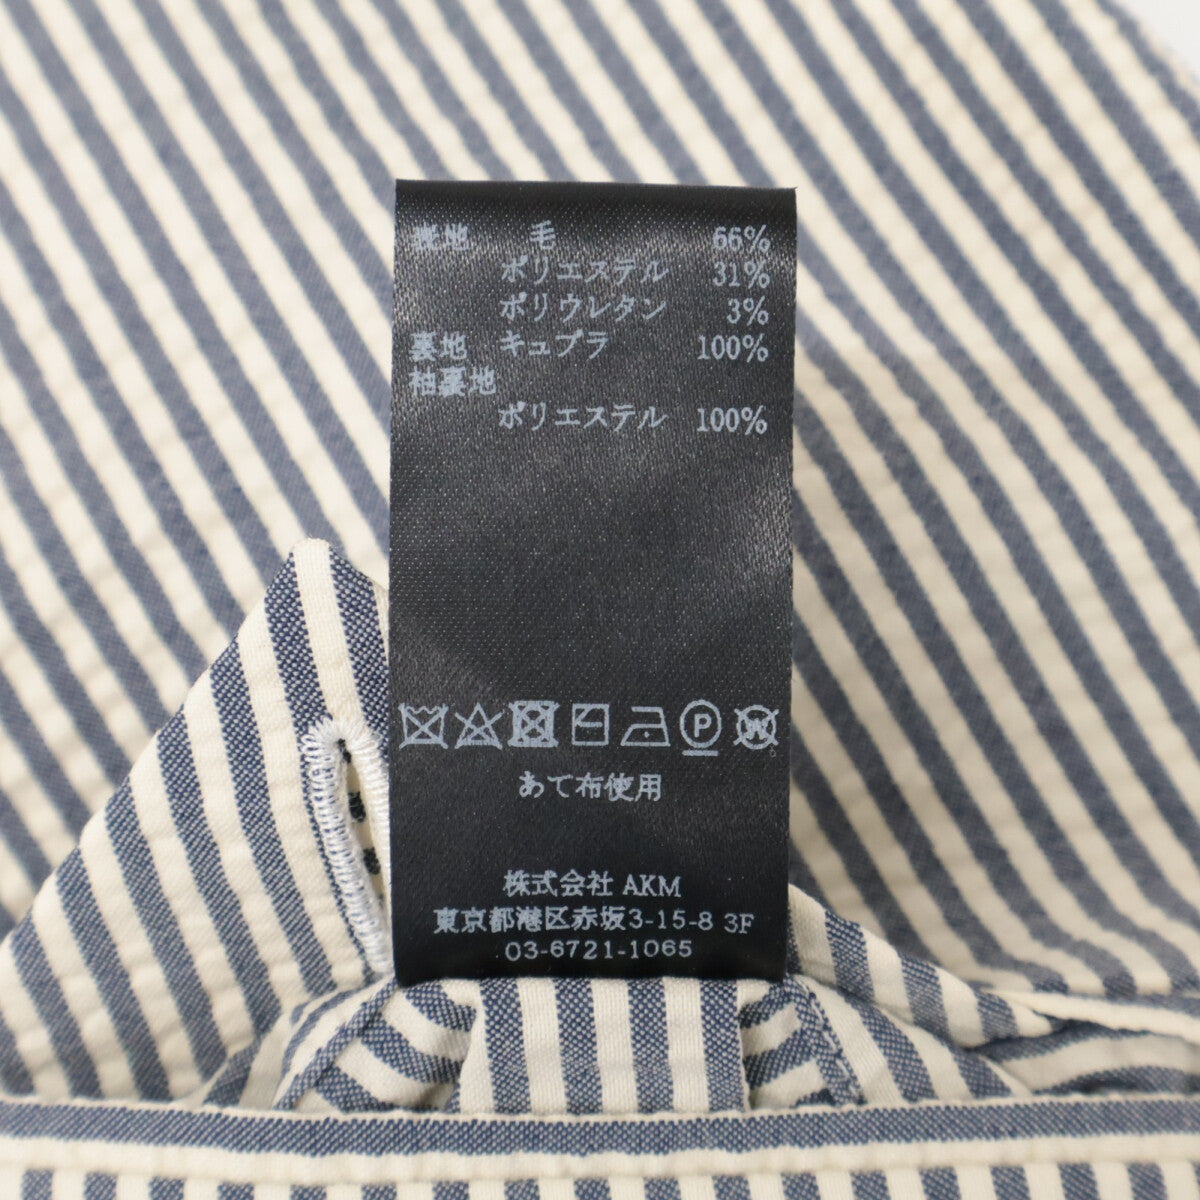 表地 毛 66%
ポリエステル 31%
ポリウレタン 3%
裏地 キュプラ 100%
袖裏地
ポリエステル 100%
P W
あて布使用
株式会社 AKM
東京都港区赤坂3-15-8 3F
03-6721-1065